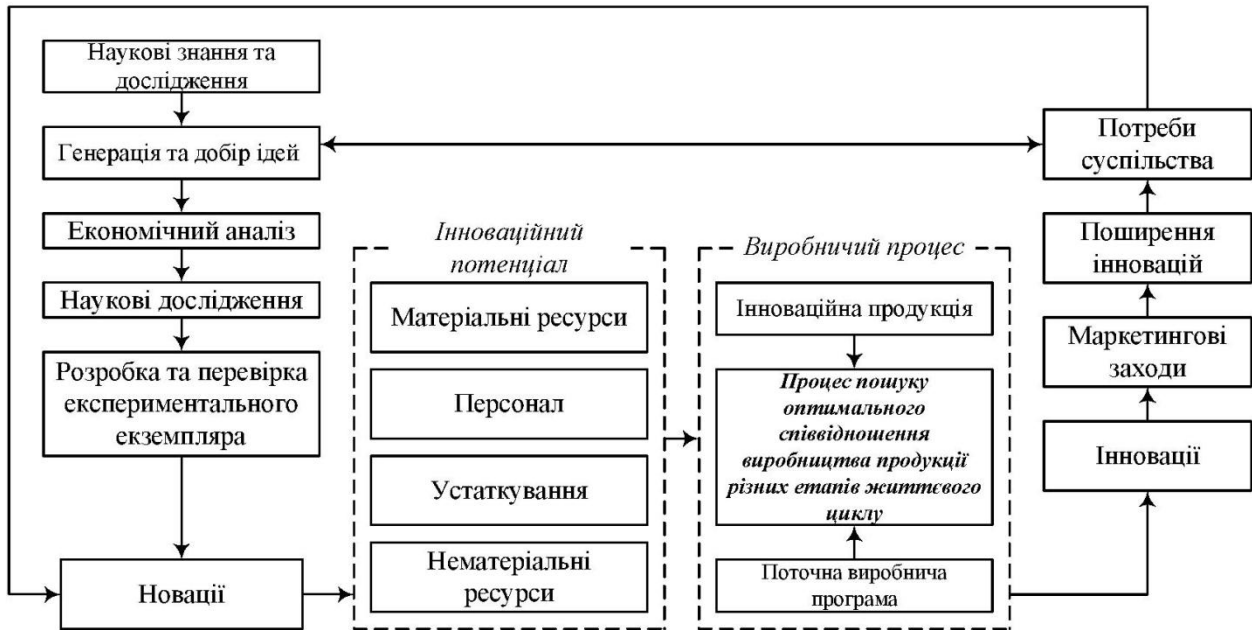 Наукові знання та
дослідження
Генерація та добір ідей
Економічний аналіз
Наукові дослідження
Розробка та перевірка
експериментального
екземпляра
Новації
Інноваційний
потенціал
Матеріальні ресурси
Персонал
Устаткування
Нематеріальні
ресурси
Виробничий процес
Інноваційна продукція
Процес пошуку
оптимального
співвідношення
виробництва продукції
різних етапів життєвого
циклу
Поточна виробнича
програма
Потреби
суспільства
Поширення
інновацій
Маркетингові
заходи
Інновації